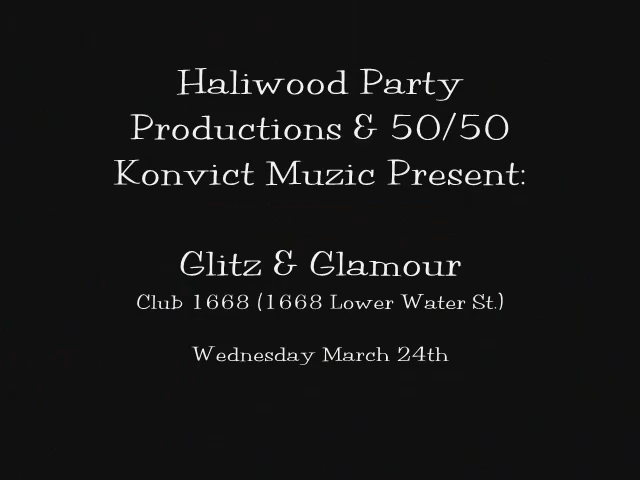 Haliwood Party
Productions & 50/50
Konvict Muzic Present:
Glitz & Glamour
Club 1668 (1668 Lower Water St.)
Wednesday March 24th